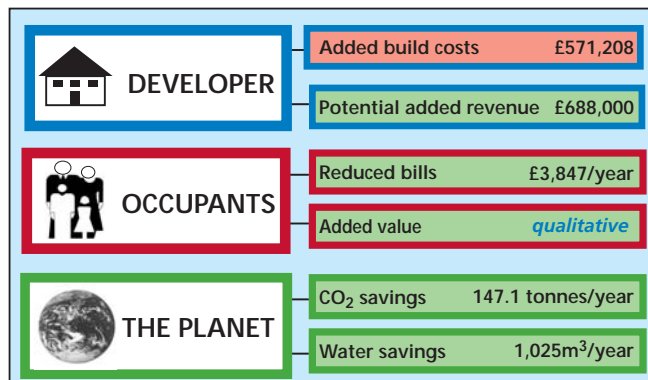 DEVELOPER
Added build costs £571,208
Potential added revenue £688,000
OCCUPANTS
Reduced bills £3,847/year
Added value qualitative
THE PLANET
CO₂ savings 147.1 tonnes/year
Water savings 1,025m³/year